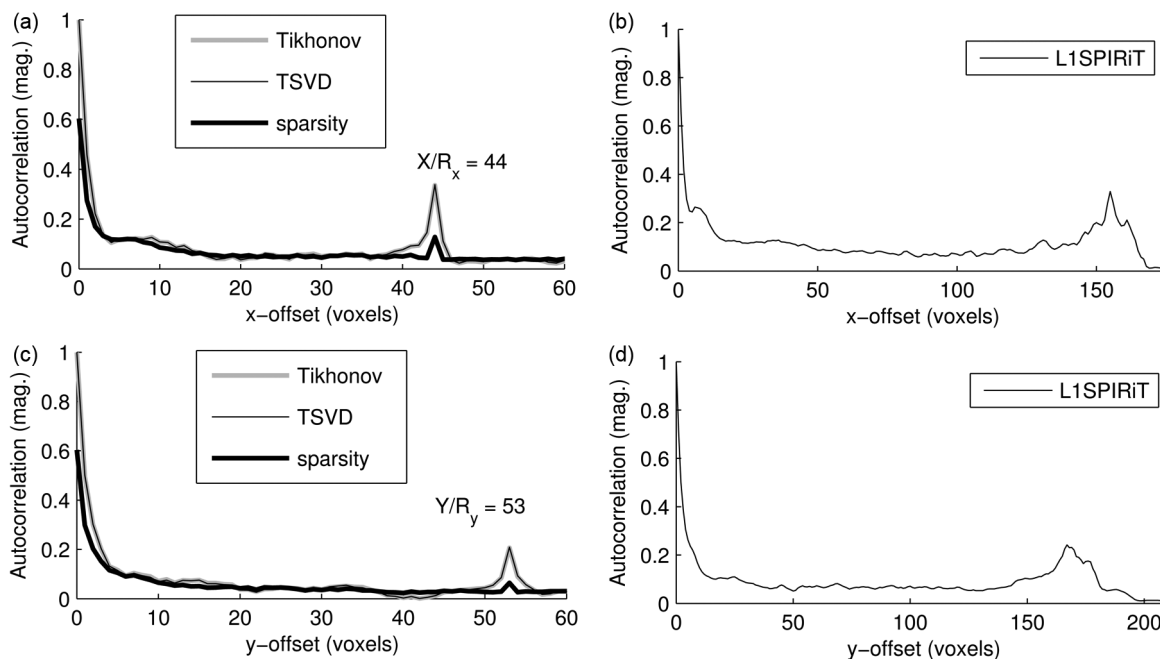 (a)
Autocorrelation (mag.)
1
0.8
0.6
0.4
0.2
0
Tikhonov
TSVD
sparsity
X/Rx = 44
0 10 20 30 40 50 60
x-offset (voxels)
(b)
Autocorrelation (mag.)
1
0.8
0.6
0.4
0.2
0
L1SPIRiT
0 50 100 150
x-offset (voxels)
(c)
Autocorrelation (mag.)
1
0.8
0.6
0.4
0.2
0
Tikhonov
TSVD
sparsity
Y/Ry = 53
0 10 20 30 40 50 60
y-offset (voxels)
(d)
Autocorrelation (mag.)
1
0.8
0.6
0.4
0.2
0
L1SPIRiT
0 50 100 150 200
y-offset (voxels)